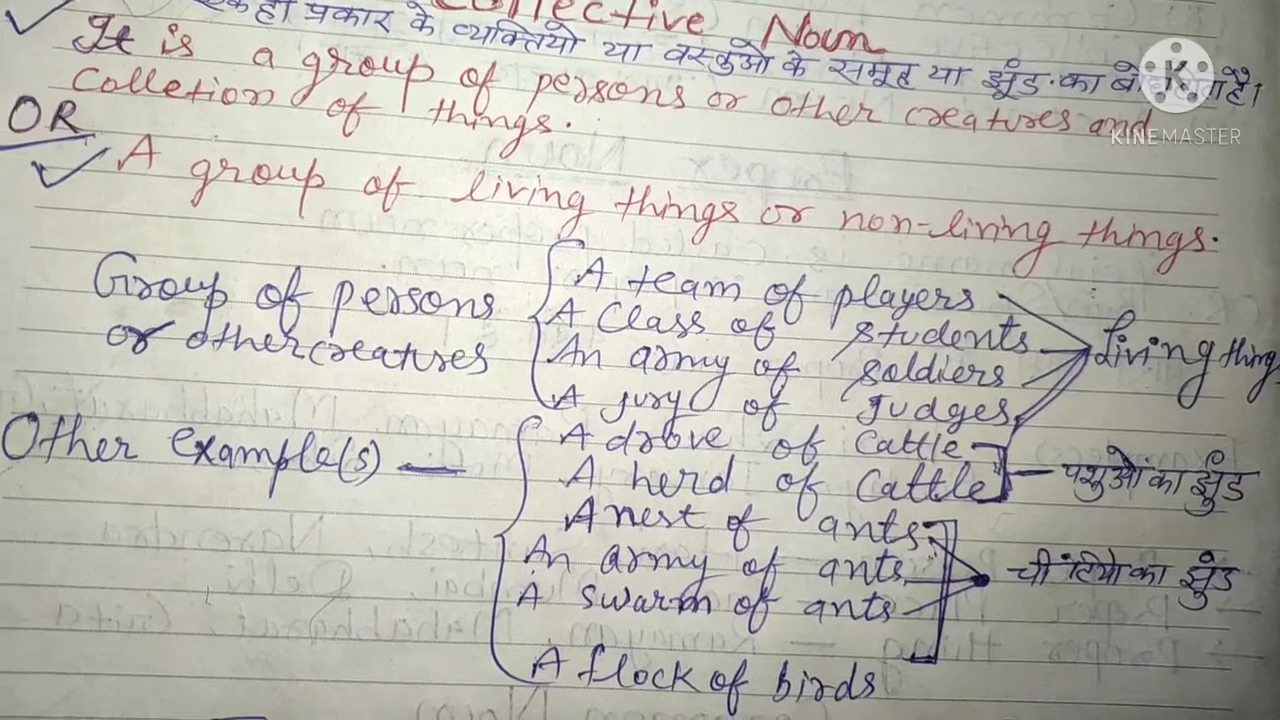 Collective Noun
एक ही प्रकार के व्यक्तियो या वस्तुओ के समूह या झुंड का है।
It is a group of persons or other creatures and
Colletion of things.
OR
A group of living things or non-living things.
Group of persons
or other creatures
A team of players
A Class of students
An army of soldiers
A jury of judges
Living thing
Other example(s) —
A drove of Cattle
A herd of Cattle
पशुओ का झुंड
A nest of ants
An army of ants
A swarm of ants
चीटियो का झुंड
A flock of birds
KINEMASTER
K